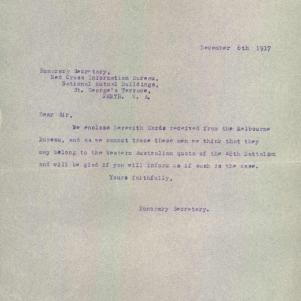 December 6th 1917
Honorary Secretary,
Red Cross Information Bureau,
National Mutual Buildings,
St. George's Terrace,
PERTH. W. A.
Dear Sir,
We enclose herewith Cards received from the Melbourne
Bureau, and as we cannot trace these men we think that they
may belong to the Western Australian quota of the Battalion
and will be glad if you will inform us if such is the case.
Yours faithfully,
Honorary Secretary.